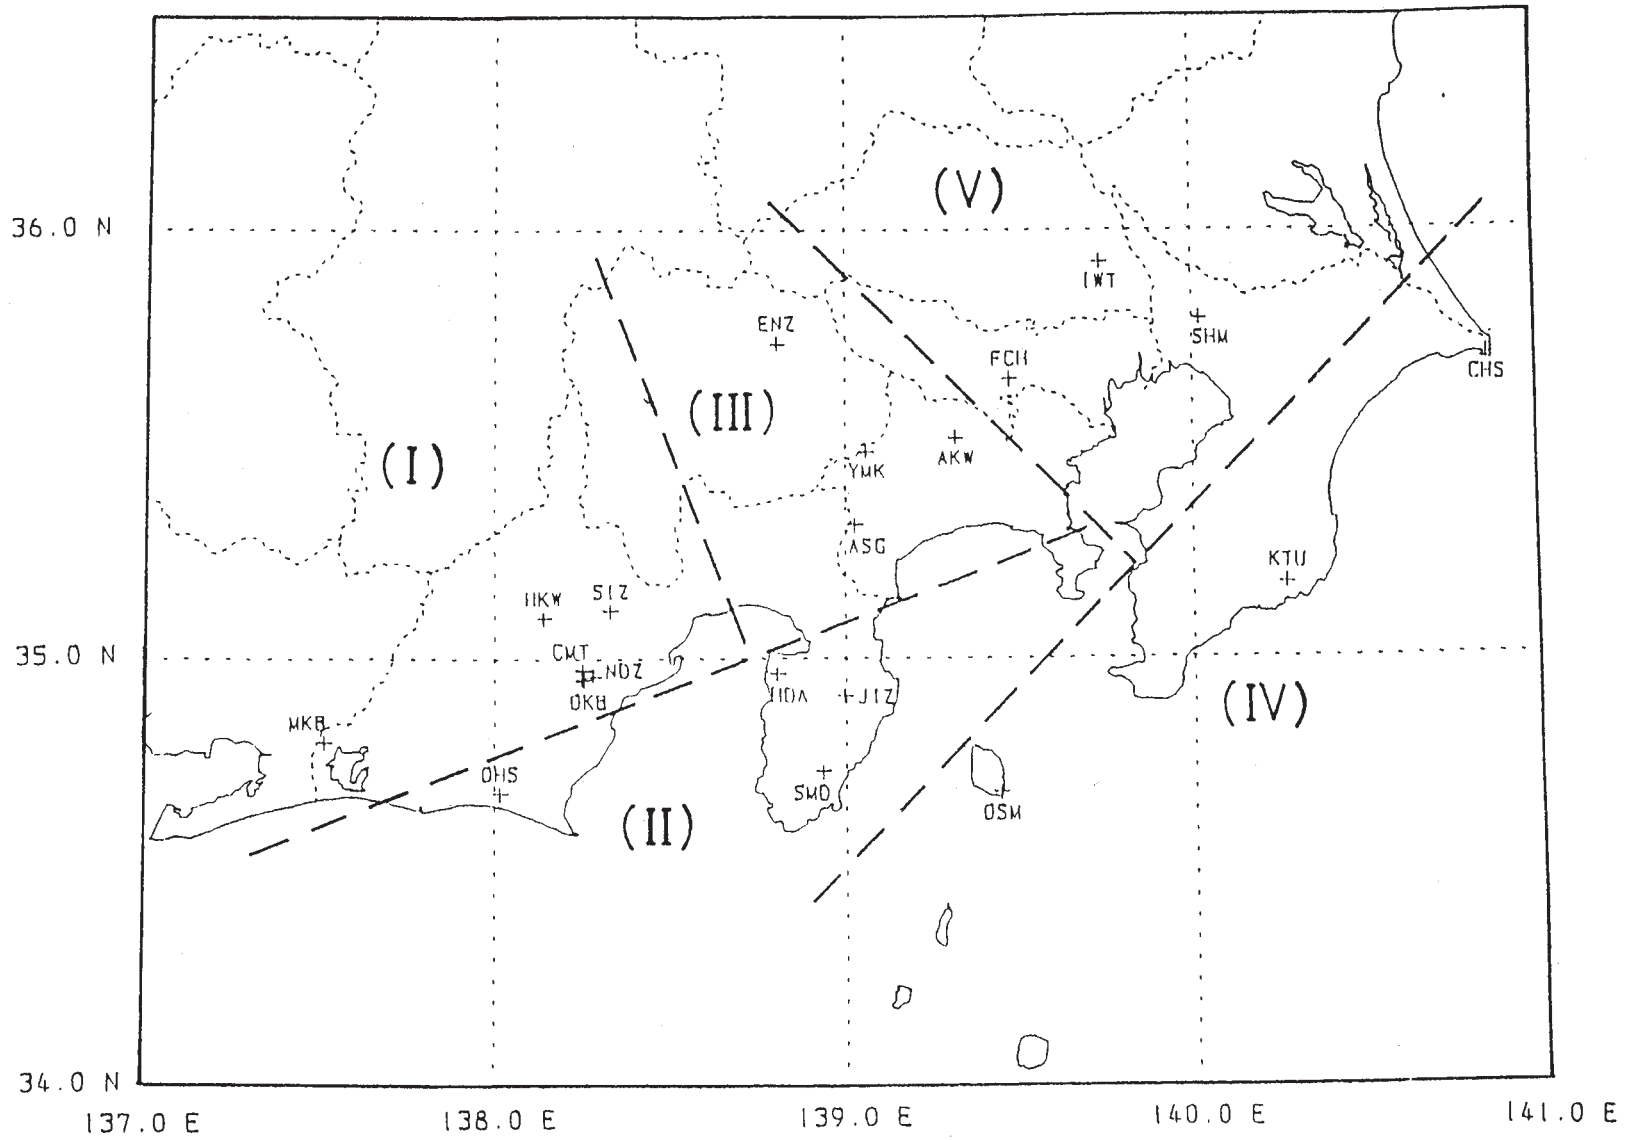 (V)
36.0 N
IWT
ENZ
SHM
FCH
CHS
(III)
(I)
AKW
YMK
ASG
KTU
HKW
SIZ
35.0 N
CMT
NDZ
OKB
HDA
JIZ
(IV)
MKB
OHS
SMD
OSM
(II)
34.0 N
137.0 E
138.0 E
139.0 E
140.0 E
141.0 E